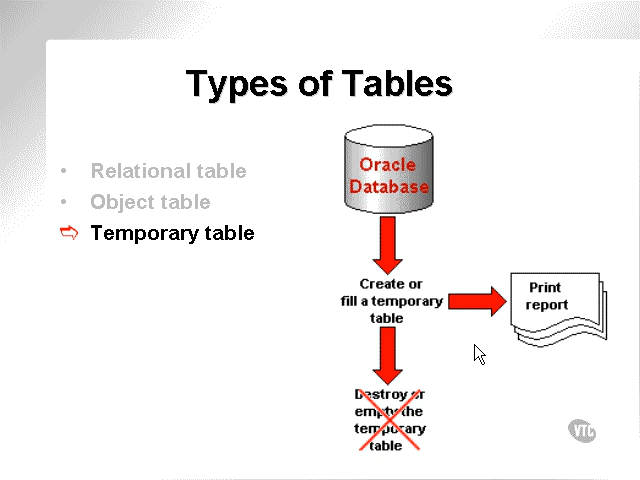 Types of Tables
• Relational table
• Object table
Temporary table
Oracle
Database
Create or
fill a temporary
table
Print
report
Destroy or
empty the
temporary
table
VTC